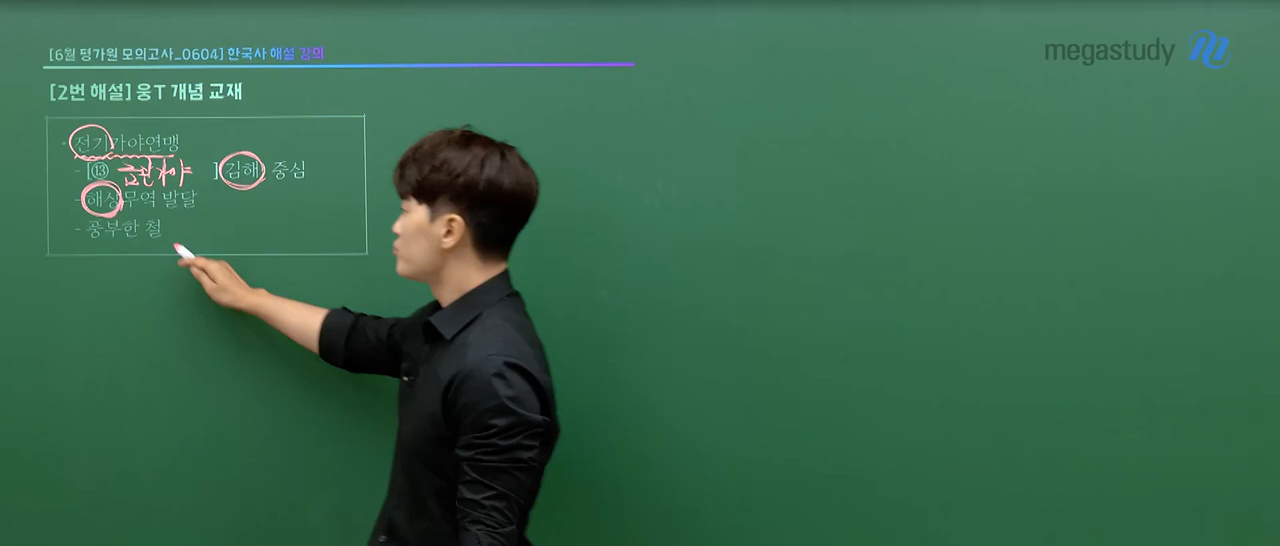 [6월 평가원 모의고사_0604] 한국사 해설 강의
megastudy
[2번 해설] 웅T 개념 교재
· 전기가야연맹
- [⑬ 금관가야 ] 김해 중심
- 해상무역 발달
- 풍부한 철